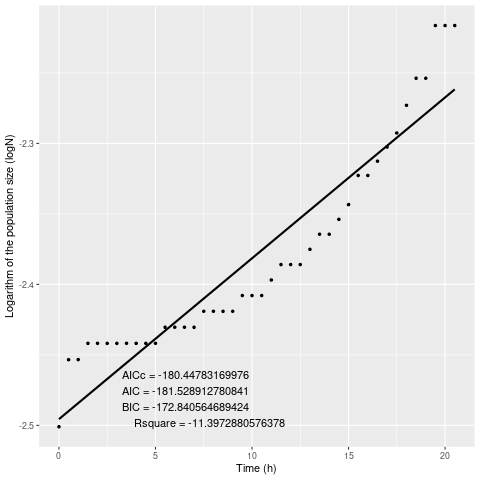 Logarithm of the population size (logN)
-2.3
-2.4
-2.5
AICc = -180.44783169976
AIC = -181.528912780841
BIC = -172.840564689424
Rsquare = -11.3972880576378
0 5 10 15 20
Time (h)